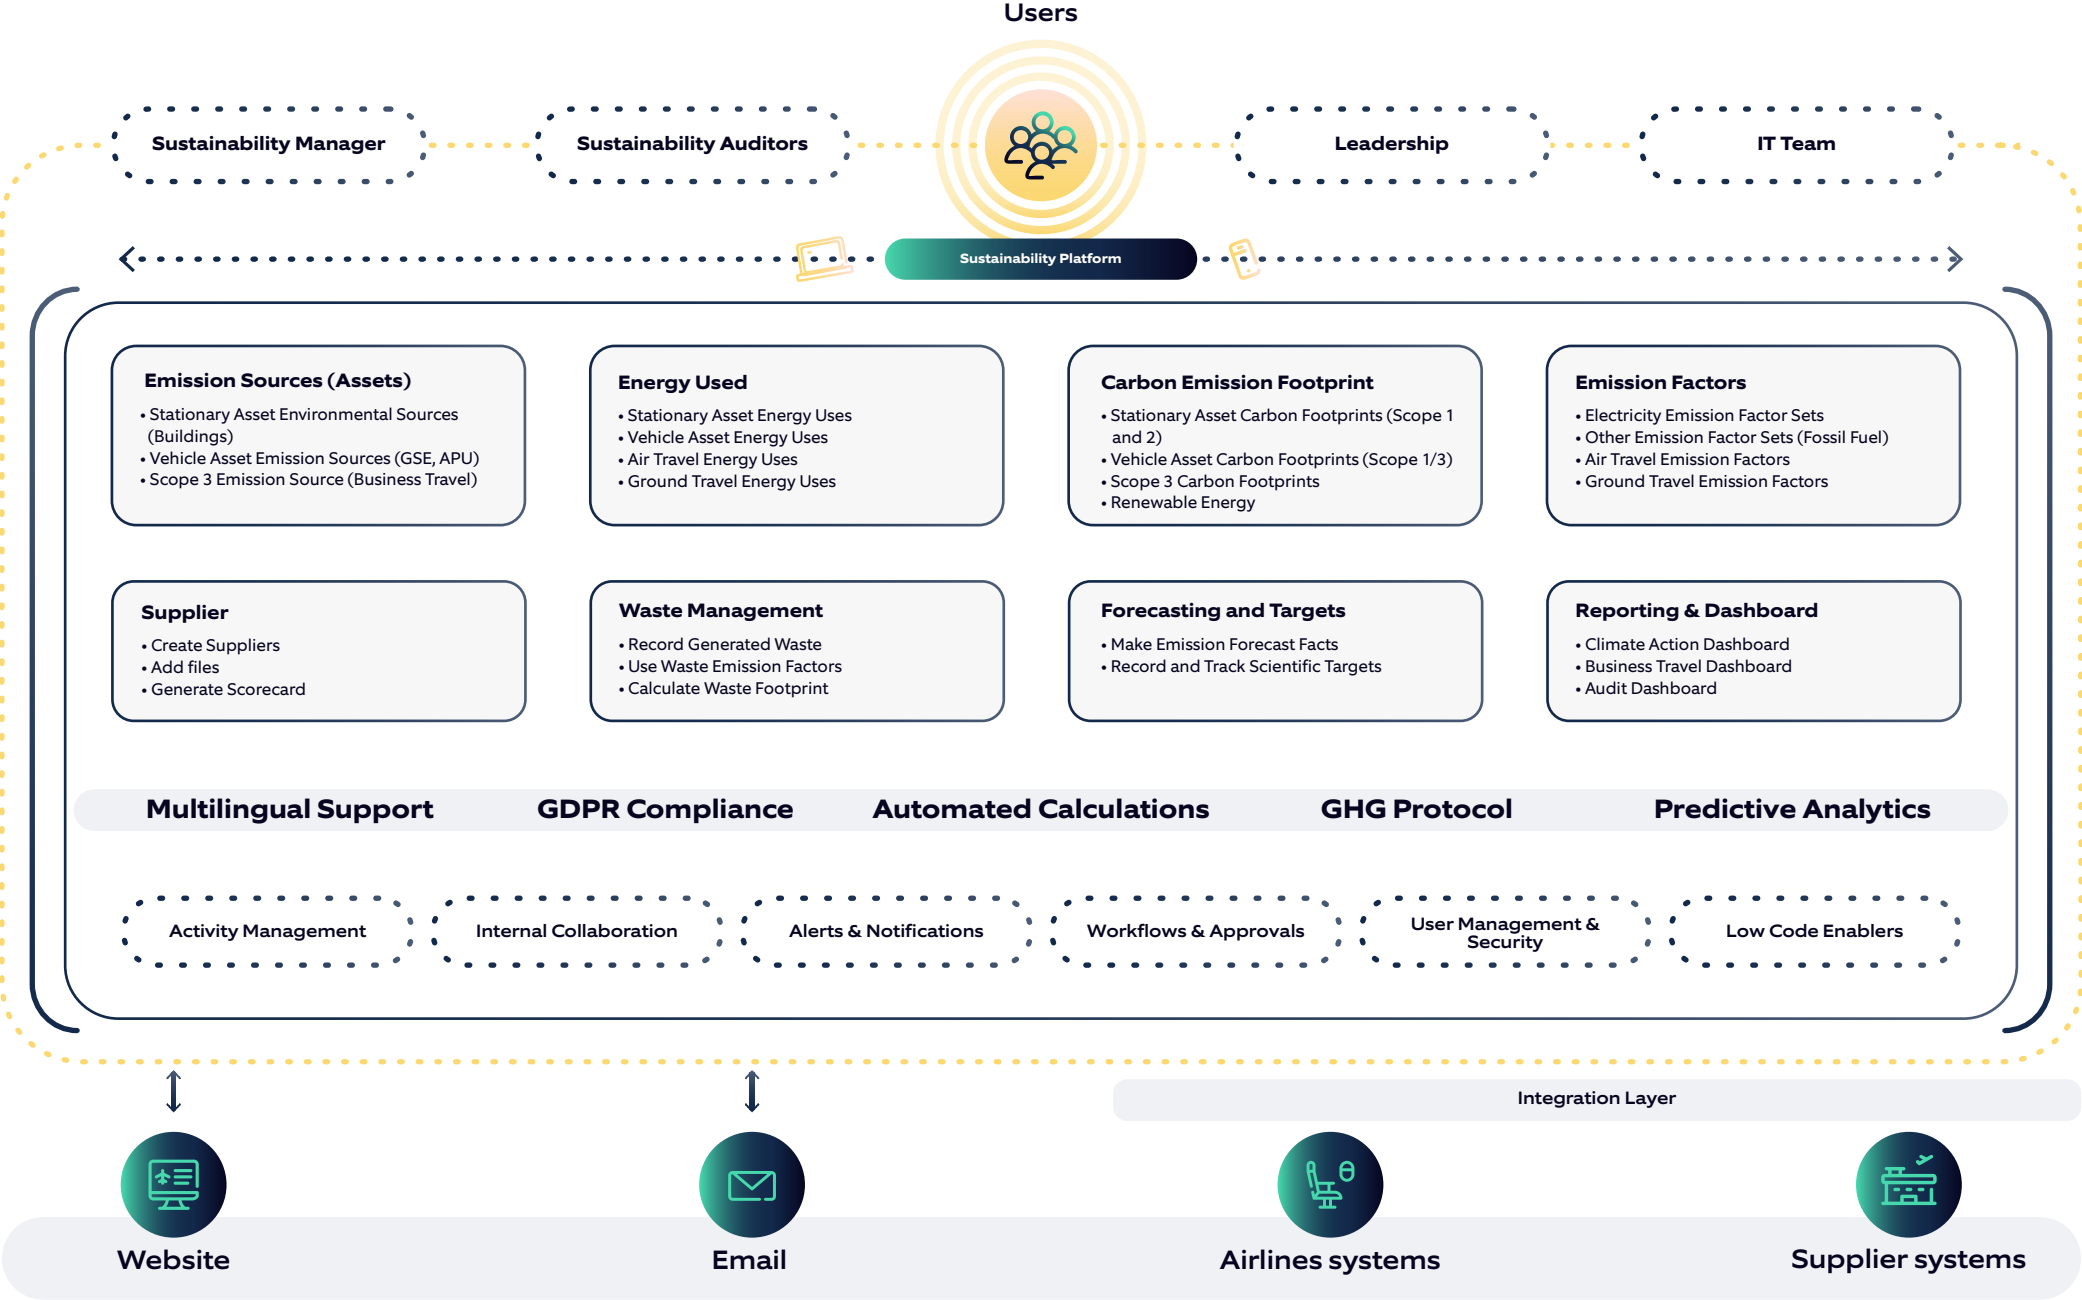 Users
Sustainability Manager
Sustainability Auditors
Leadership
IT Team
Sustainability Platform
Emission Sources (Assets)
• Stationary Asset Environmental Sources
(Buildings)
• Vehicle Asset Emission Sources (GSE, APU)
• Scope 3 Emission Source (Business Travel)
Energy Used
• Stationary Asset Energy Uses
• Vehicle Asset Energy Uses
• Air Travel Energy Uses
• Ground Travel Energy Uses
Carbon Emission Footprint
• Stationary Asset Carbon Footprints (Scope 1
and 2)
• Vehicle Asset Carbon Footprints (Scope 1/3)
• Scope 3 Carbon Footprints
• Renewable Energy
Emission Factors
• Electricity Emission Factor Sets
• Other Emission Factor Sets (Fossil Fuel)
• Air Travel Emission Factors
• Ground Travel Emission Factors
Supplier
• Create Suppliers
• Add files
• Generate Scorecard
Waste Management
• Record Generated Waste
• Use Waste Emission Factors
• Calculate Waste Footprint
Forecasting and Targets
• Make Emission Forecast Facts
• Record and Track Scientific Targets
Reporting & Dashboard
• Climate Action Dashboard
• Business Travel Dashboard
• Audit Dashboard
Multilingual Support
GDPR Compliance
Automated Calculations
GHG Protocol
Predictive Analytics
Activity Management
Internal Collaboration
Alerts & Notifications
Workflows & Approvals
User Management &
Security
Low Code Enablers
Integration Layer
Website
Email
Airlines systems
Supplier systems